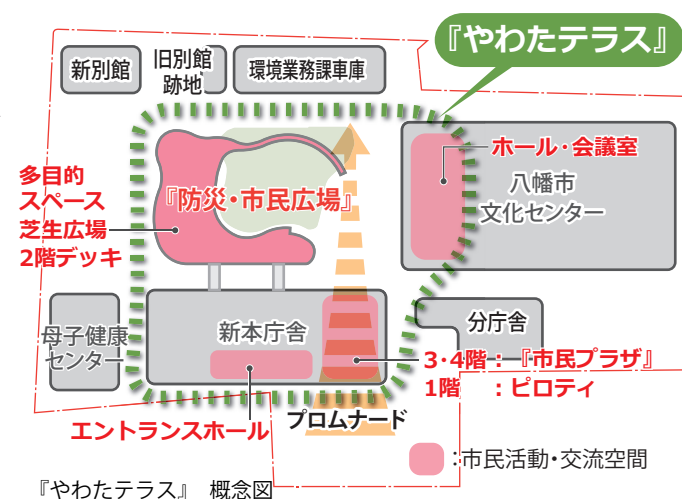 『やわたテラス』
新別館
旧別館
跡地
環境業務課車庫
ホール・会議室
八幡市
文化センター
多目的
スペース
芝生広場
2階デッキ
『防災・市民広場』
母子健康
センター
新本庁舎
分庁舎
3・4階：『市民プラザ』
1階　：ピロティ
エントランスホール
プロムナード
：市民活動・交流空間
『やわたテラス』　概念図